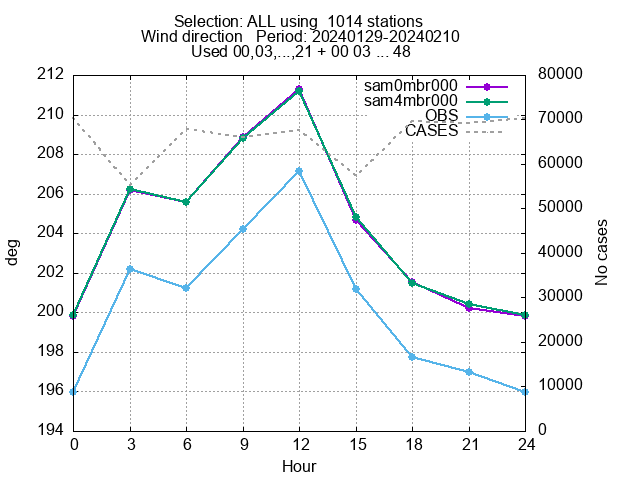 Selection: ALL using  1014 stations
Wind direction   Period: 20240129-20240210
Used 00,03,...,21 + 00 03 ... 48
sam0mbr000
sam4mbr000
OBS
CASES
212
210
208
206
204
202
200
198
196
194
deg
80000
70000
60000
50000
40000
30000
20000
10000
0
No cases
0 3 6 9 12 15 18 21 24
Hour